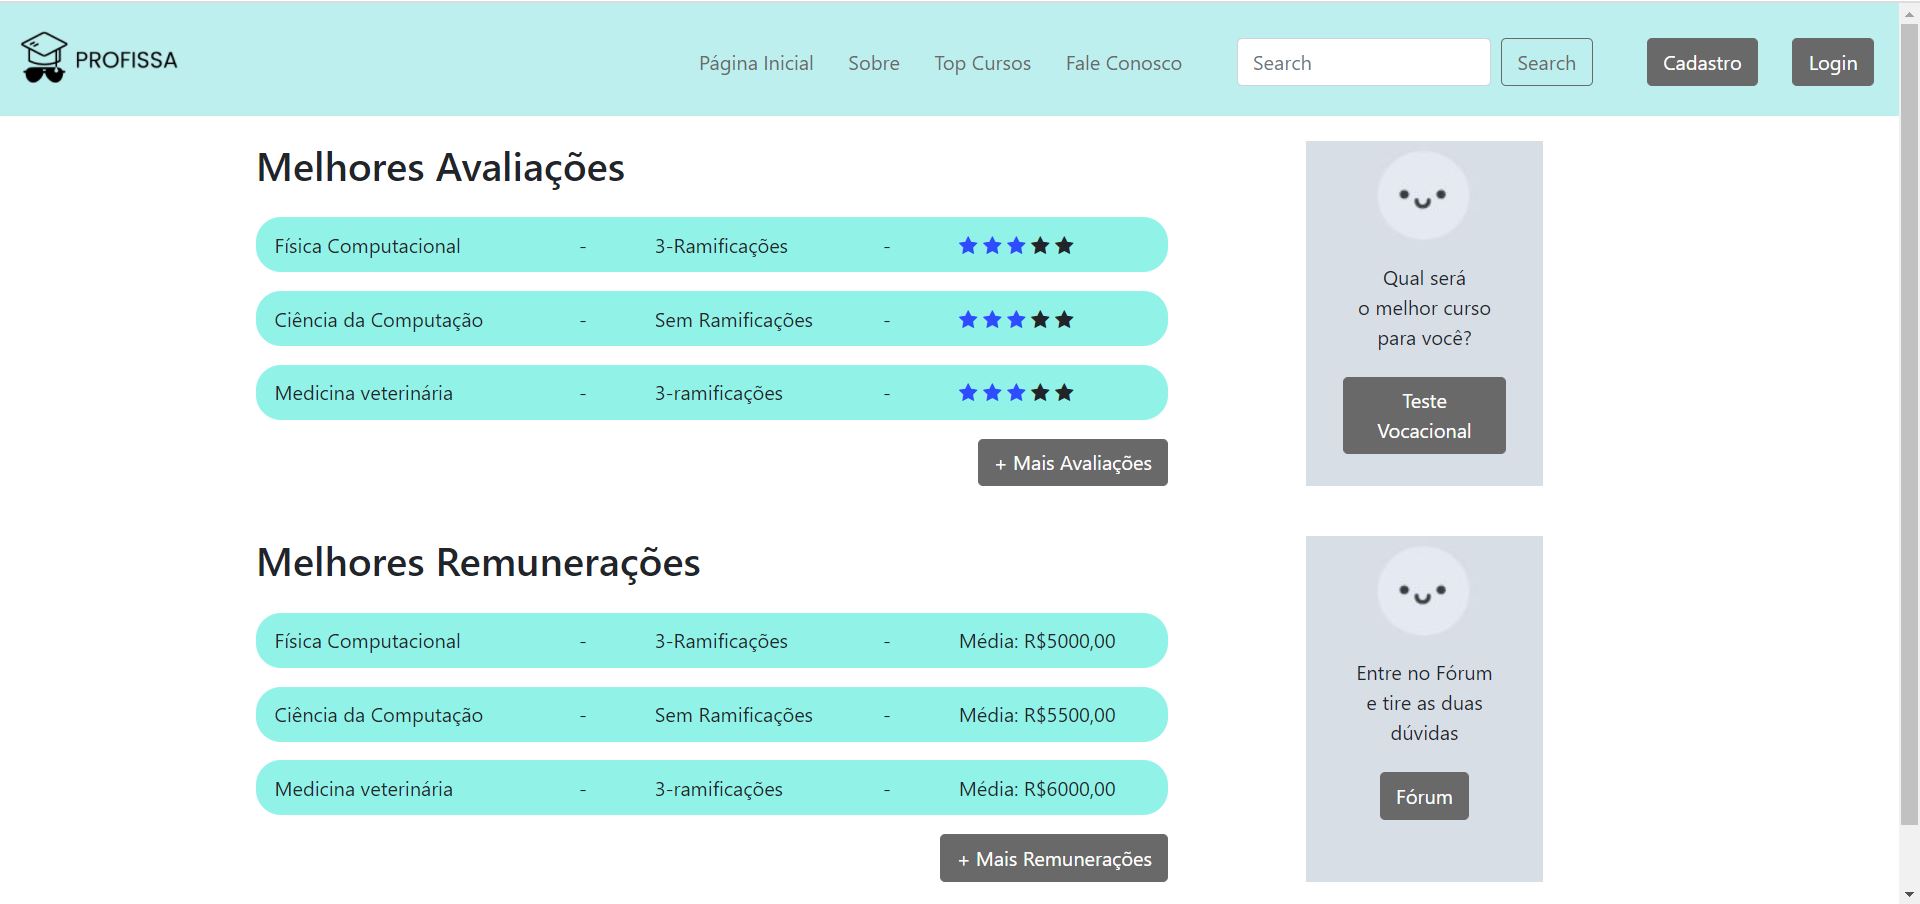 PROFISSA
Página Inicial Sobre Top Cursos Fale Conosco Search Search Cadastro Login
Melhores Avaliações
Física Computacional - 3-Ramificações -
Ciência da Computação - Sem Ramificações -
Medicina veterinária - 3-ramificações -
+ Mais Avaliações
Qual será
o melhor curso
para você?
Teste
Vocacional
Melhores Remunerações
Física Computacional - 3-Ramificações - Média: R$5000,00
Ciência da Computação - Sem Ramificações - Média: R$5500,00
Medicina veterinária - 3-ramificações - Média: R$6000,00
+ Mais Remunerações
Entre no Fórum
e tire as duas
dúvidas
Fórum